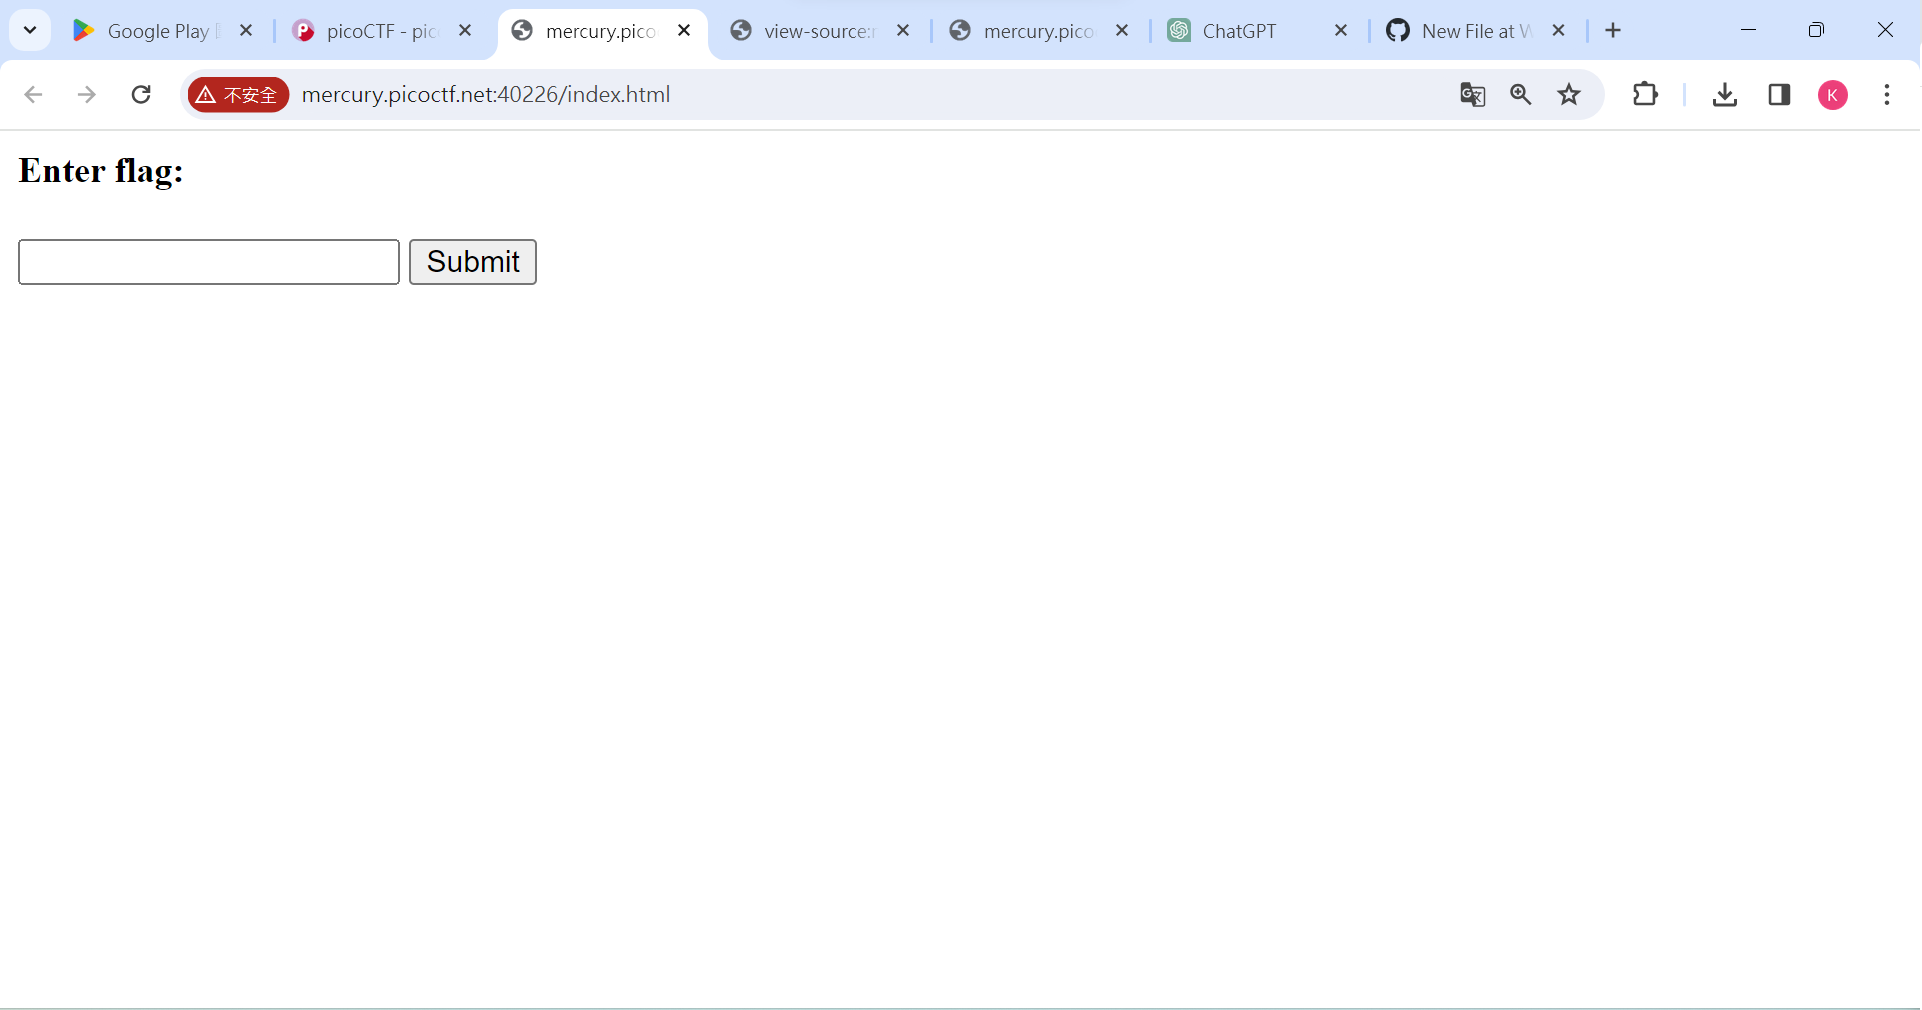 Google Play
picoCTF - pic
mercury.pico
view-source:r
mercury.pico
ChatGPT
New File at W
不安全
mercury.picoctf.net:40226/index.html
K
Enter flag:
Submit